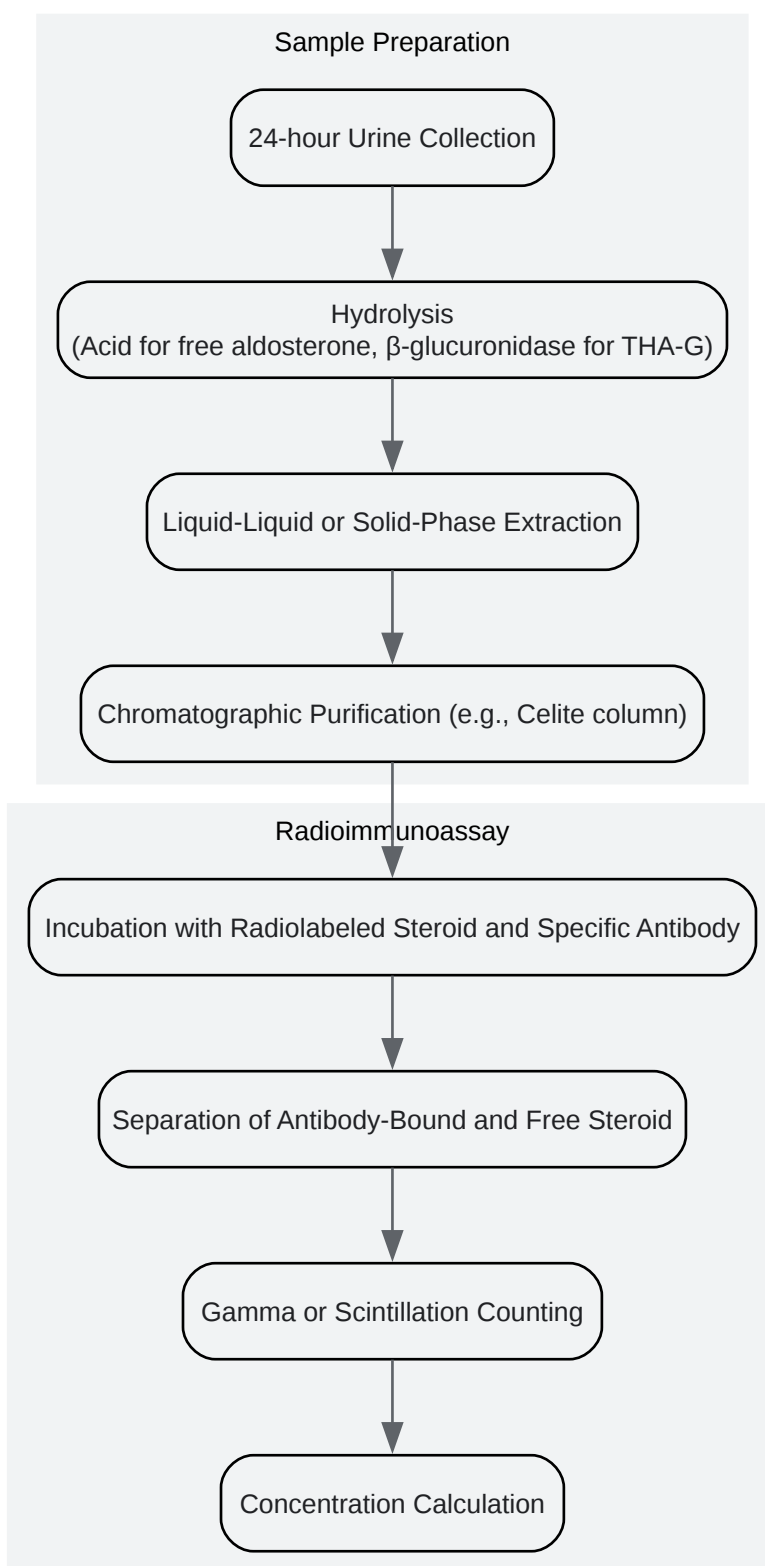 Sample Preparation
24-hour Urine Collection
Hydrolysis
(Acid for free aldosterone, β-glucuronidase for THA-G)
Liquid-Liquid or Solid-Phase Extraction
Chromatographic Purification (e.g., Celite column)
Radioimmunoassay
Incubation with Radiolabeled Steroid and Specific Antibody
Separation of Antibody-Bound and Free Steroid
Gamma or Scintillation Counting
Concentration Calculation